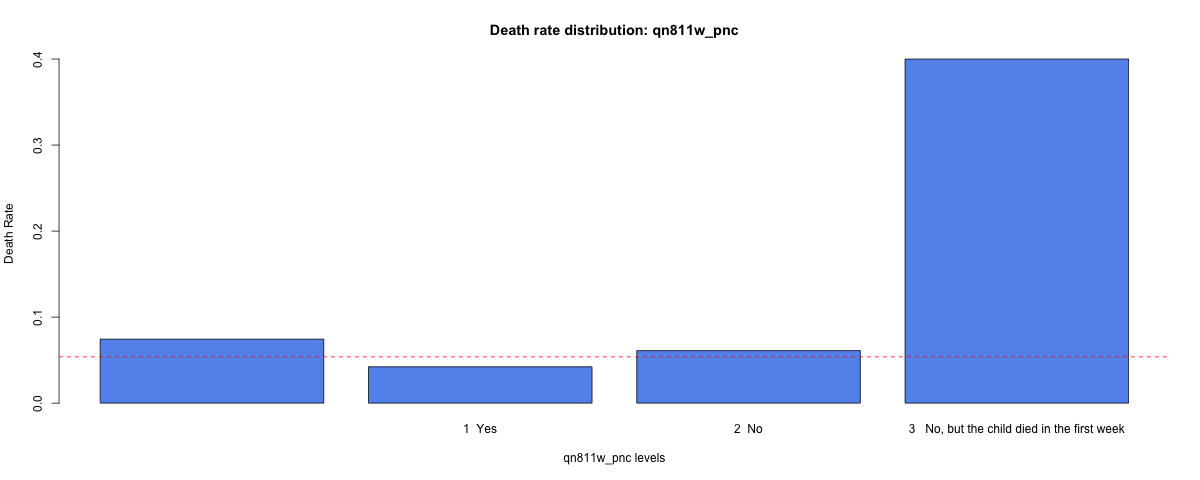 Death rate distribution: qn811w_pnc
Death Rate
0.4
0.3
0.2
0.1
0.0
1  Yes
2  No
3   No, but the child died in the first week
qn811w_pnc levels